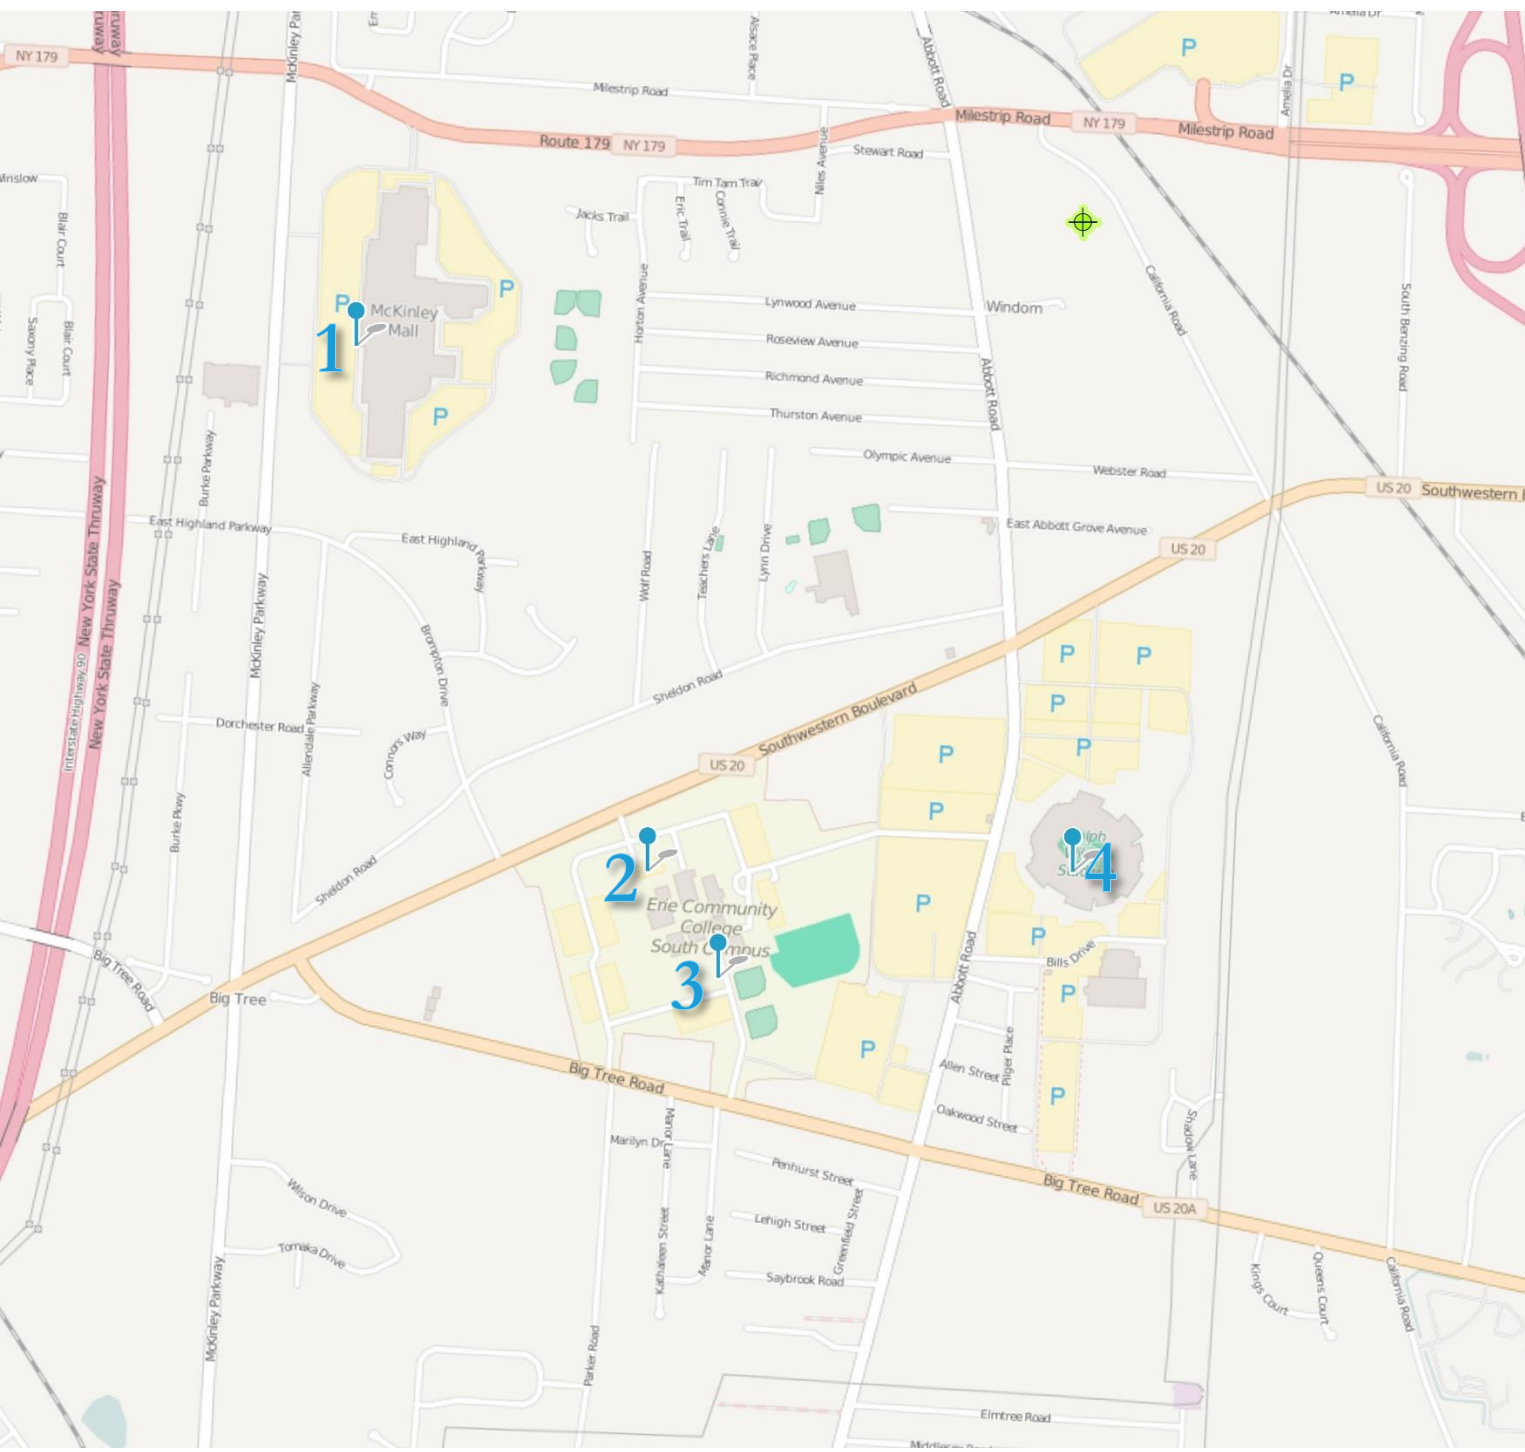 Amelia Dr
NY 179
McKinley Pa
Alsace Place
Abbott Road
P
P
Amelia Dr
Milestrip Road
Milestrip Road
NY 179
Milestrip Road
Route 179
NY 179
Niles Avenue
Stewart Road
Winslow
Tim Tam Trail
Jacks Trail
Eric Trail
Connie Trail
Blair Court
Horton Avenue
California Road
South Benzing Road
P
P
McKinley
Mall
1
Lynwood Avenue
Windom
Saxony Place
Blair Court
Roseview Avenue
Richmond Avenue
Abbott Road
P
Thurston Avenue
Burke Parkway
Olympic Avenue
Webster Road
US 20
Southwestern B
East Highland Parkway
East Highland Parkway
East Abbott Grove Avenue
US 20
New York State Thruway
New York State Thruway
Interstate Highway 90
McKinley Parkway
Wolf Road
Teachers Lane
Lynn Drive
Brompton Drive
Sheldon Road
P
P
P
P
Dorchester Road
Allendale Parkway
Connors Way
Southwestern Boulevard
US 20
P
P
California Road
Burke Pkwy
Sheldon Road
2
4
Erie Community
College
South Campus
3
P
P
Bills Drive
Abbott Road
Big Tree Road
Big Tree
P
P
Allen Street
Pilger Place
Big Tree Road
P
Oakwood Street
Shadow Lane
Marilyn Dr
Manor Lane
Penhurst Street
Big Tree Road
US 20A
Wilson Drive
Lehigh Street
Greenfield Street
Kathaleen Street
Manor Lane
Tomaka Drive
Saybrook Road
Kings Court
Queens Court
California Road
McKinley Parkway
Parker Road
Elmtree Road